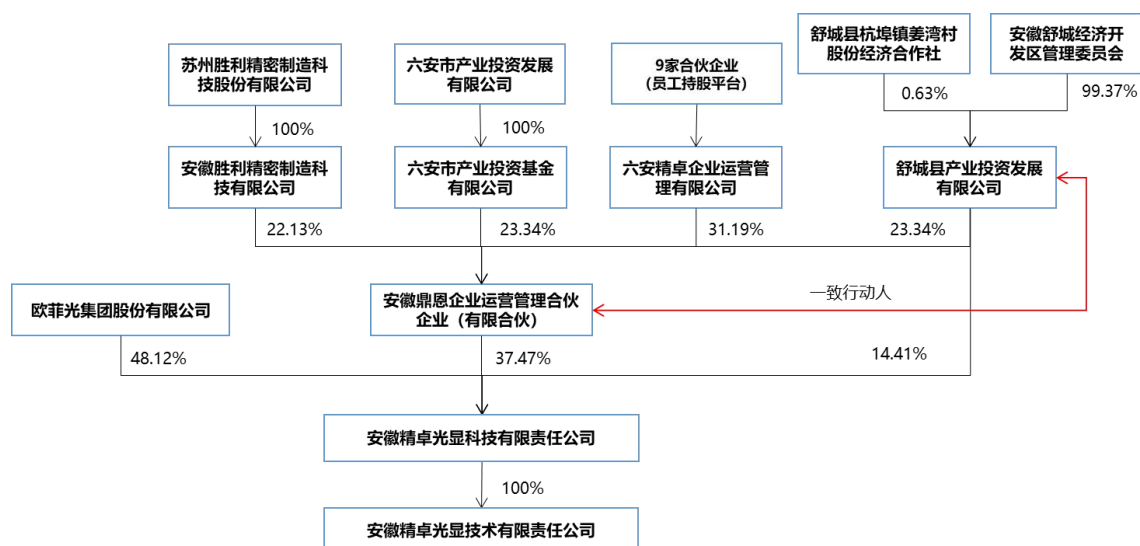 苏州胜利精密制造科
技股份有限公司
六安市产业投资发展
有限公司
9家合伙企业
（员工持股平台）
舒城县杭埠镇姜湾村
股份经济合作社
安徽舒城经济开
发区管理委员会
100%
100%
0.63%
99.37%
安徽胜利精密制造科
技有限公司
六安市产业投资基金
有限公司
六安精卓企业运营管
理有限公司
舒城县产业投资发展
有限公司
22.13%
23.34%
31.19%
23.34%
欧菲光集团股份有限公司
安徽鼎恩企业运营管理合伙
企业（有限合伙）
一致行动人
48.12%
37.47%
14.41%
安徽精卓光显科技有限责任公司
100%
安徽精卓光显技术有限责任公司